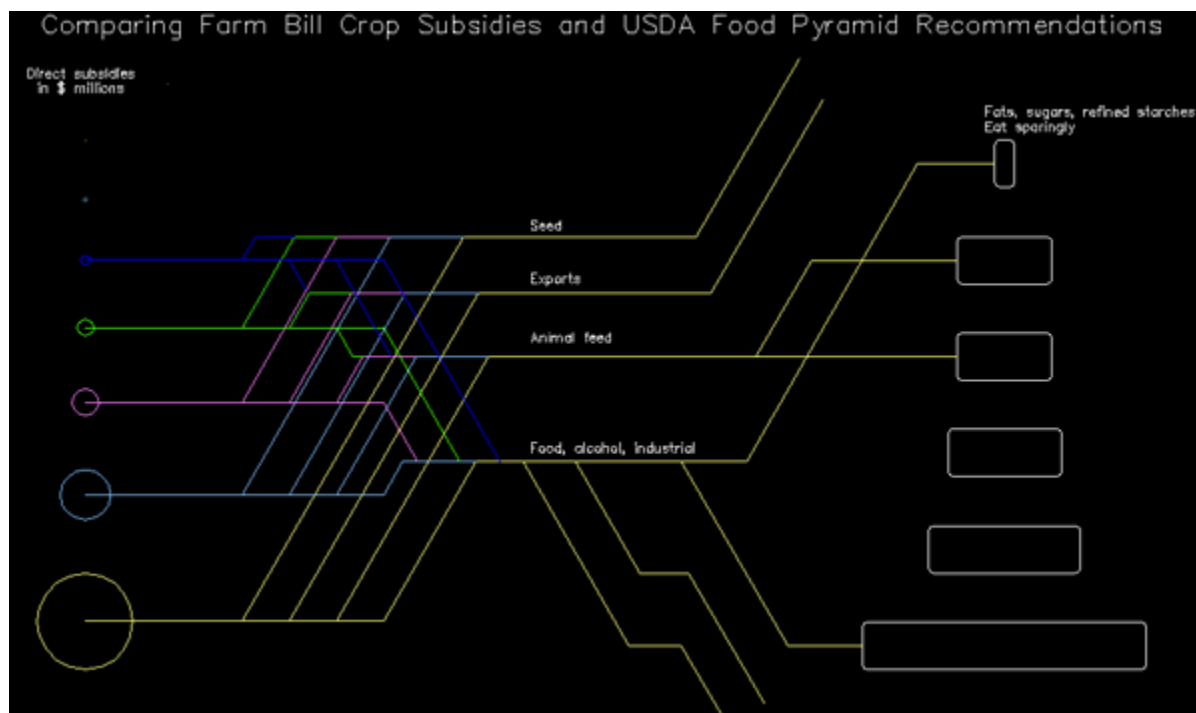 Comparing Farm Bill Crop Subsidies and USDA Food Pyramid Recommendations
Direct subsidies
in $ millions
Fats, sugars, refined starches
Eat sparingly
Seed
Exports
Animal feed
Food, alcohol, industrial